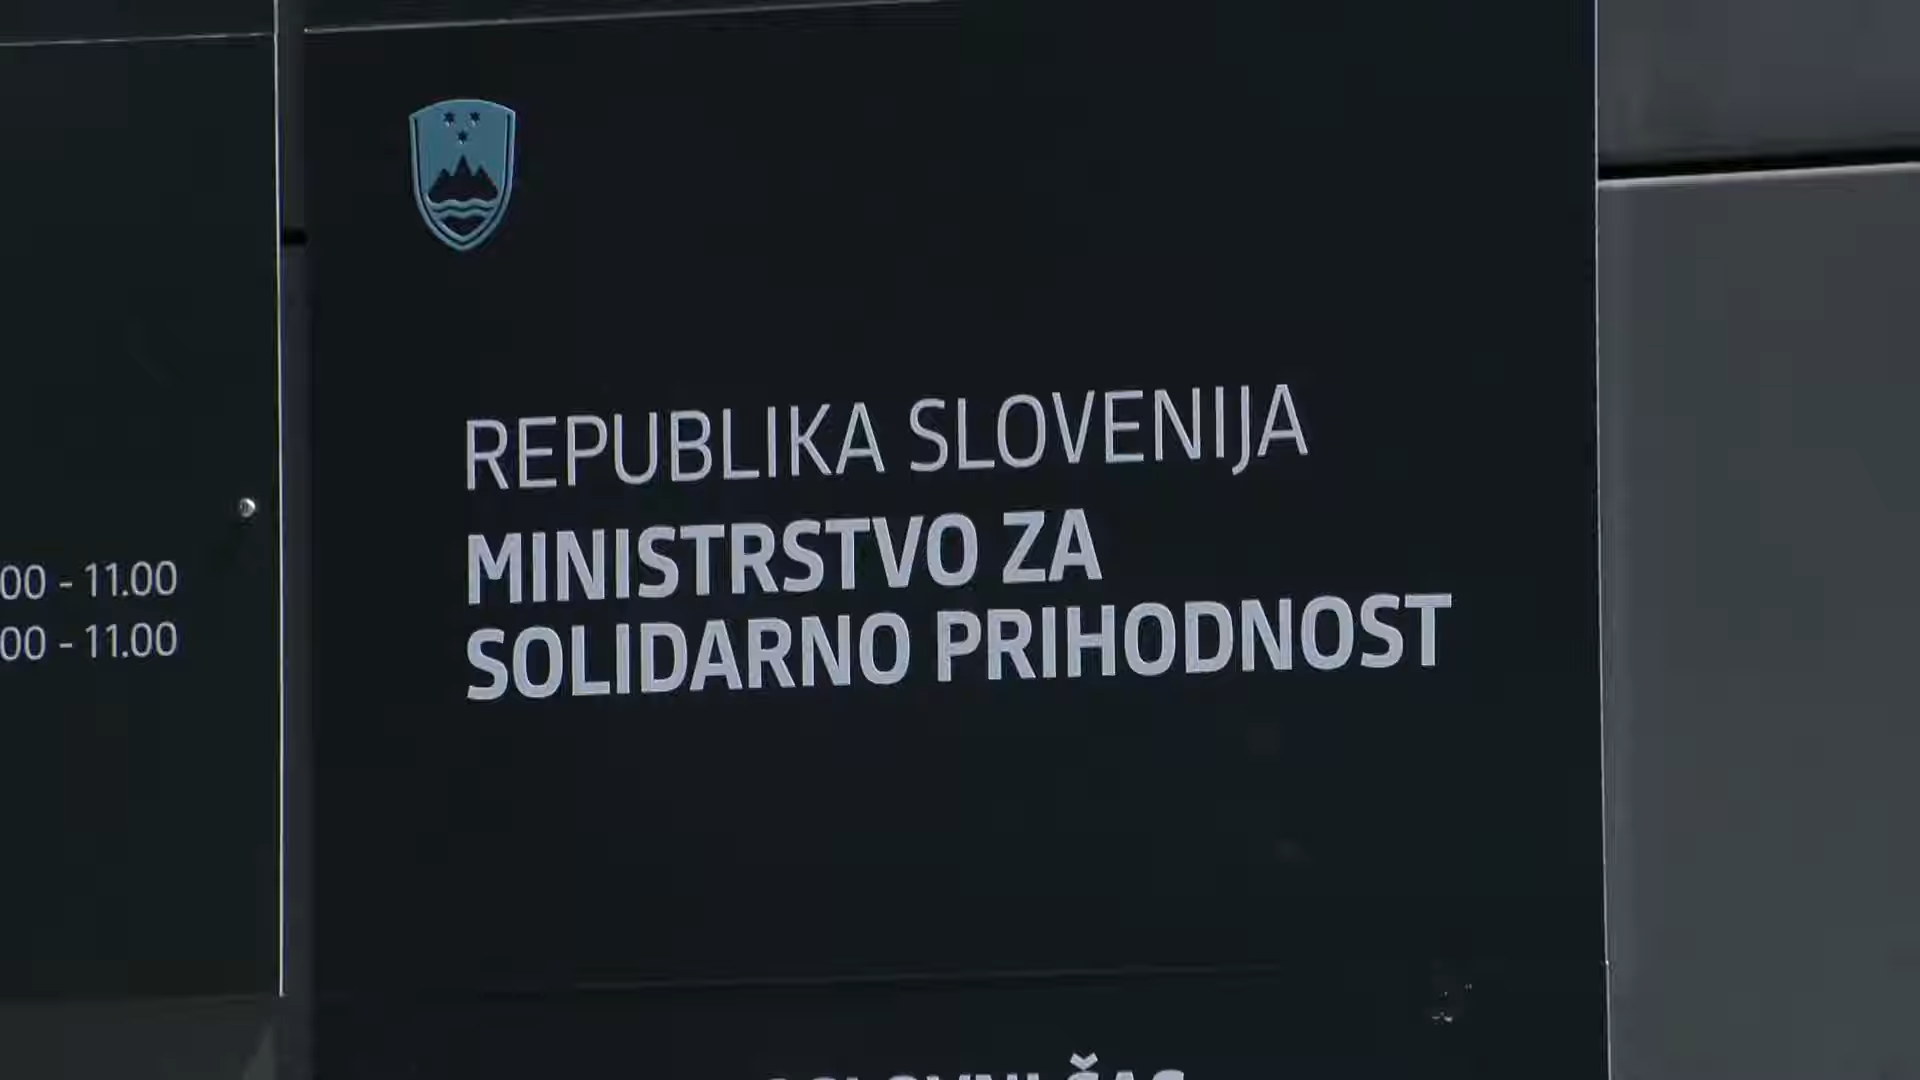 REPUBLIKA SLOVENIJA
MINISTRSTVO ZA
SOLIDARNO PRIHODNOST
00 - 11.00
00 - 11.00